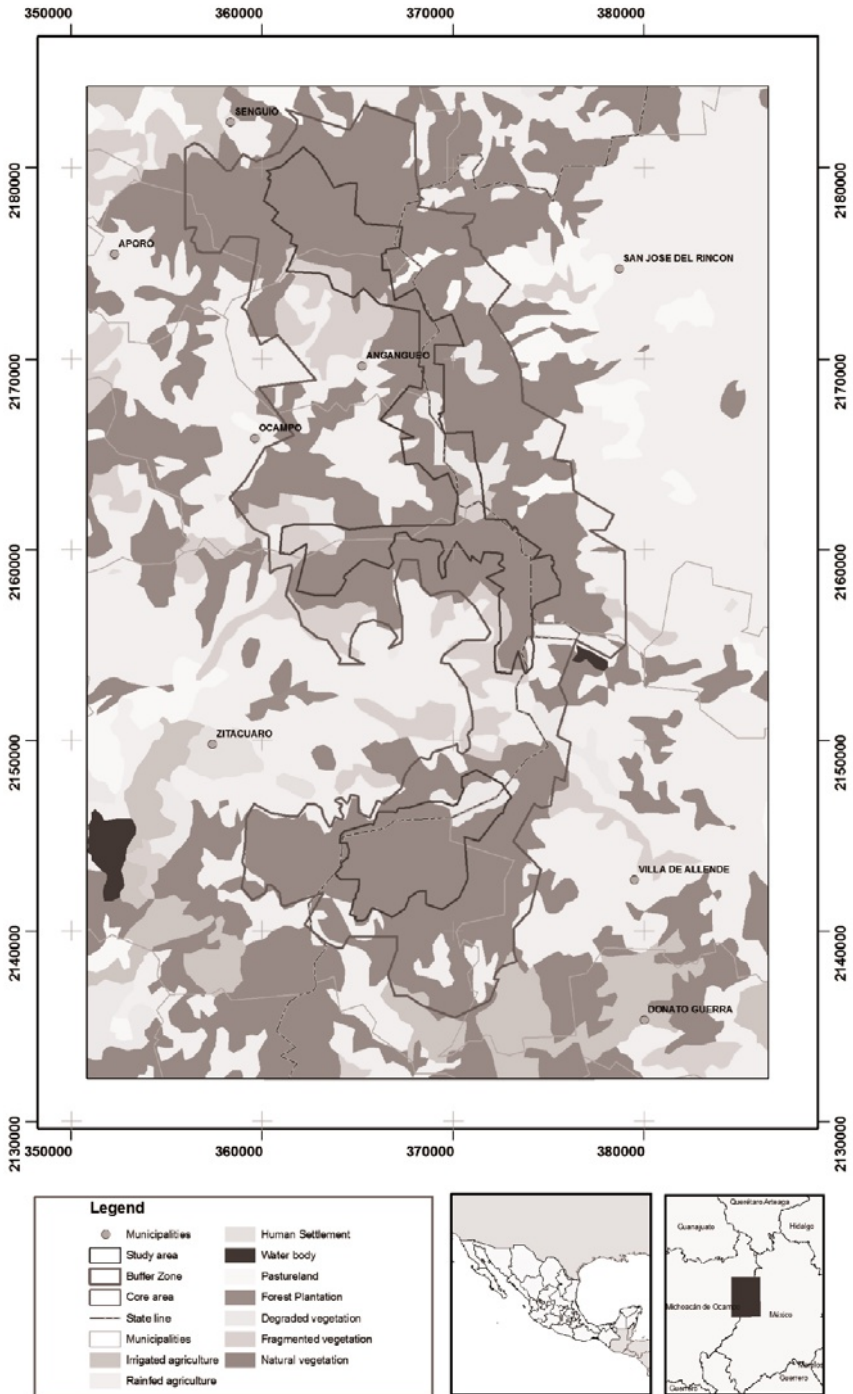 350000 360000 370000 380000
2180000 2180000
SENGUIO
APORO
SAN JOSE DEL RINCON
2170000 2170000
ANGANGUEO
OCAMPO
2160000 2160000
2150000 2150000
ZITACUARO
VILLA DE ALLENDE
2140000 2140000
DONATO GUERRA
2130000 2130000
350000 360000 370000 380000
Legend
Municipalities
Study area
Buffer Zone
Core area
State line
Municipalities
Irrigated agriculture
Rainfed agriculture
Human Settlement
Water body
Pastureland
Forest Plantation
Degraded vegetation
Fragmented vegetation
Natural vegetation
Querétaro Arteaga
Guanajuato
Hidalgo
Michoacán de Ocampo
México
Morelos
Guerrero
Guerrero